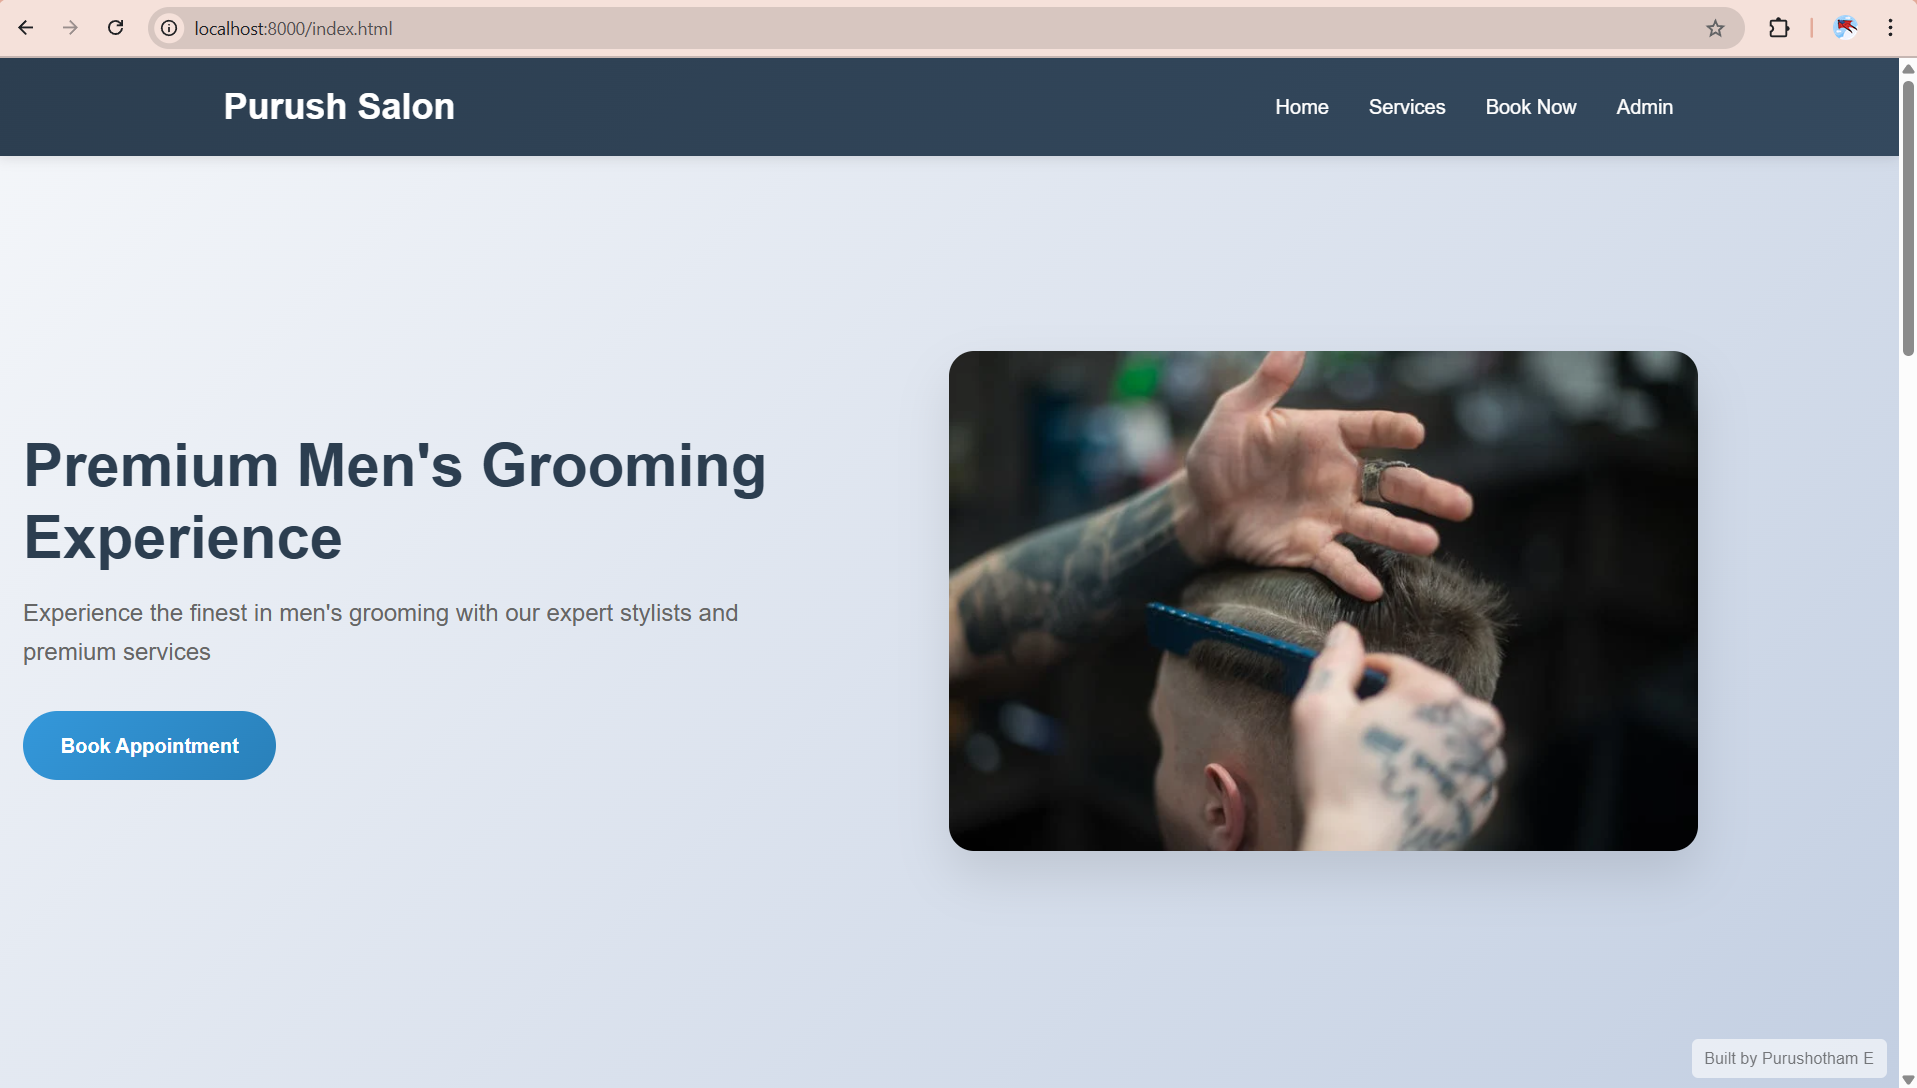 localhost:8000/index.html
Purush Salon
Home
Services
Book Now
Admin
Premium Men's Grooming
Experience
Experience the finest in men's grooming with our expert stylists and
premium services
Book Appointment
Built by Purushotham E